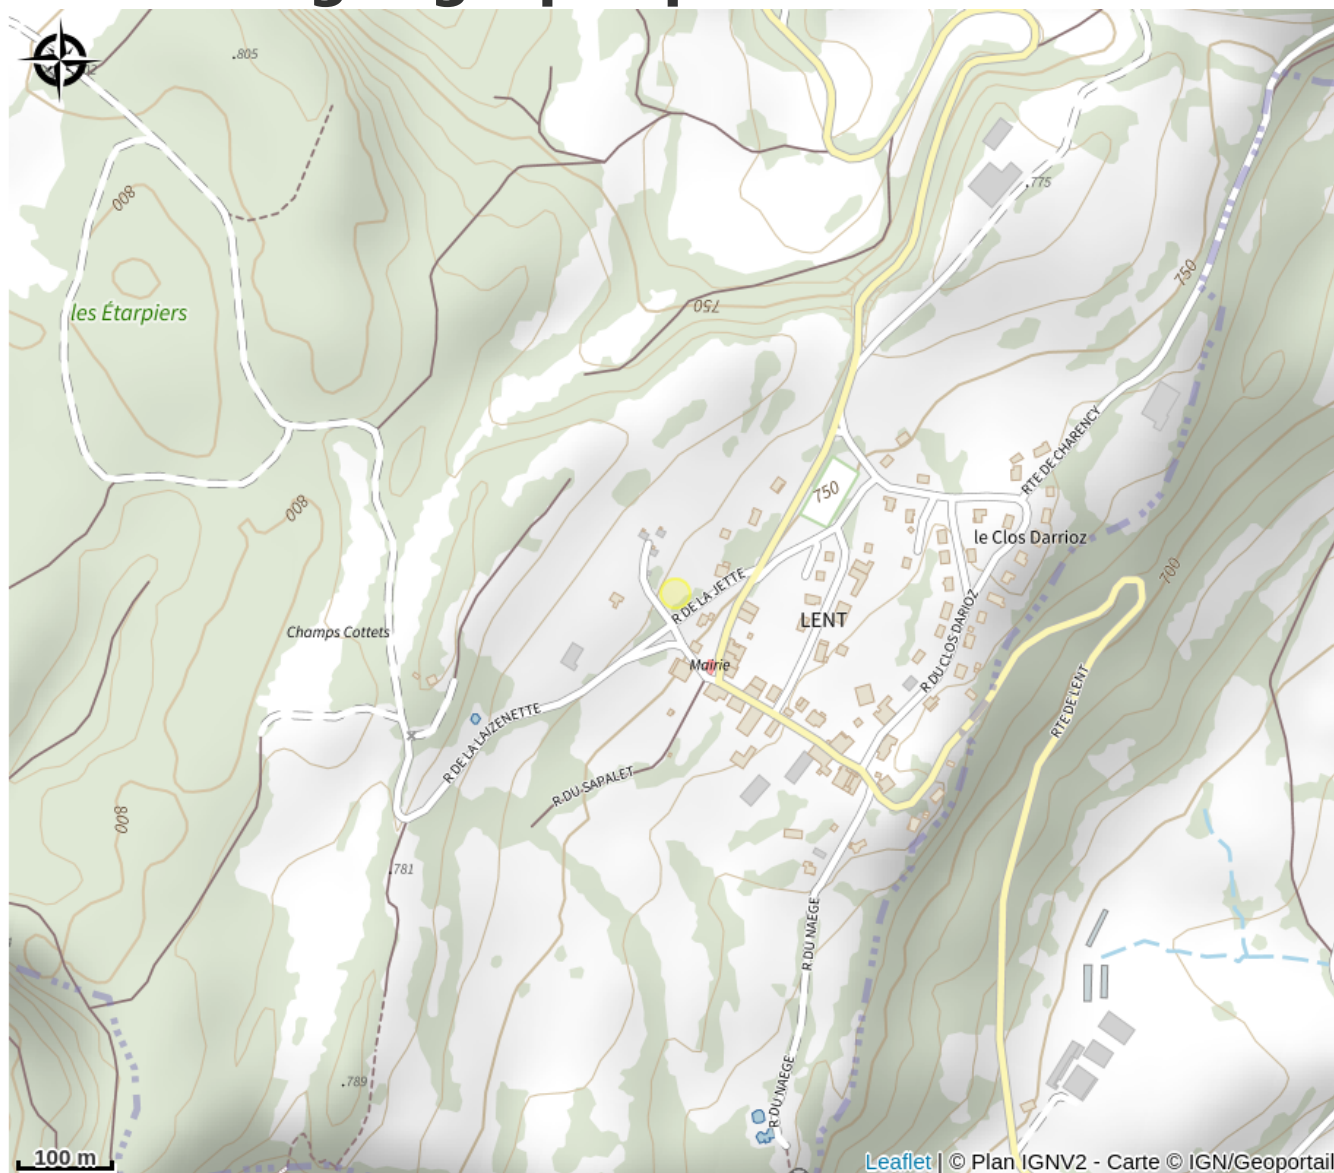 .805
800
.775
750
les Étarpiers
750
RTE DE CHARENCY
750
800
le Clos Darrioz
700
R DE LA JETTE
LENT
Champs Cottets
Mairie
R DU CLOS DARIOZ
RTE DE LENT
R DE LA LAIZENETTE
R DU SAPALET
800
.781
R DU NAEGE
.789
R DU NAEGE
100 m
Leaflet | © Plan IGNV2 - Carte © IGN/Geoportail